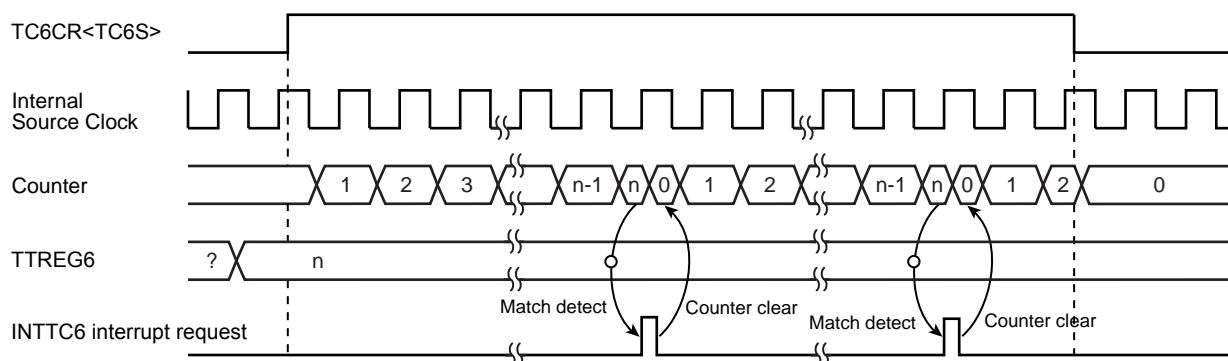 TC6CR<TC6S>
Internal
Source Clock
Counter 1 2 3 n-1 n 0 1 2 n-1 n 0 1 2 0
TTREG6 ? n
Match detect Counter clear Match detect Counter clear
INTTC6 interrupt request